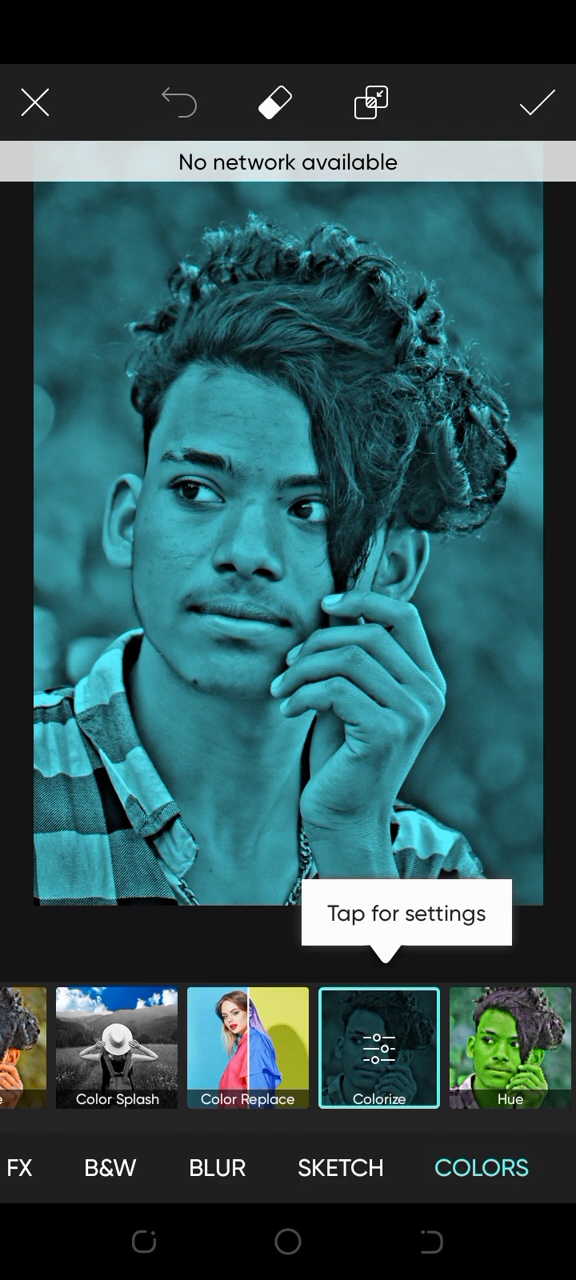 No network available
Tap for settings
Color Splash
Color Replace
Colorize
Hue
FX B&W BLUR SKETCH COLORS